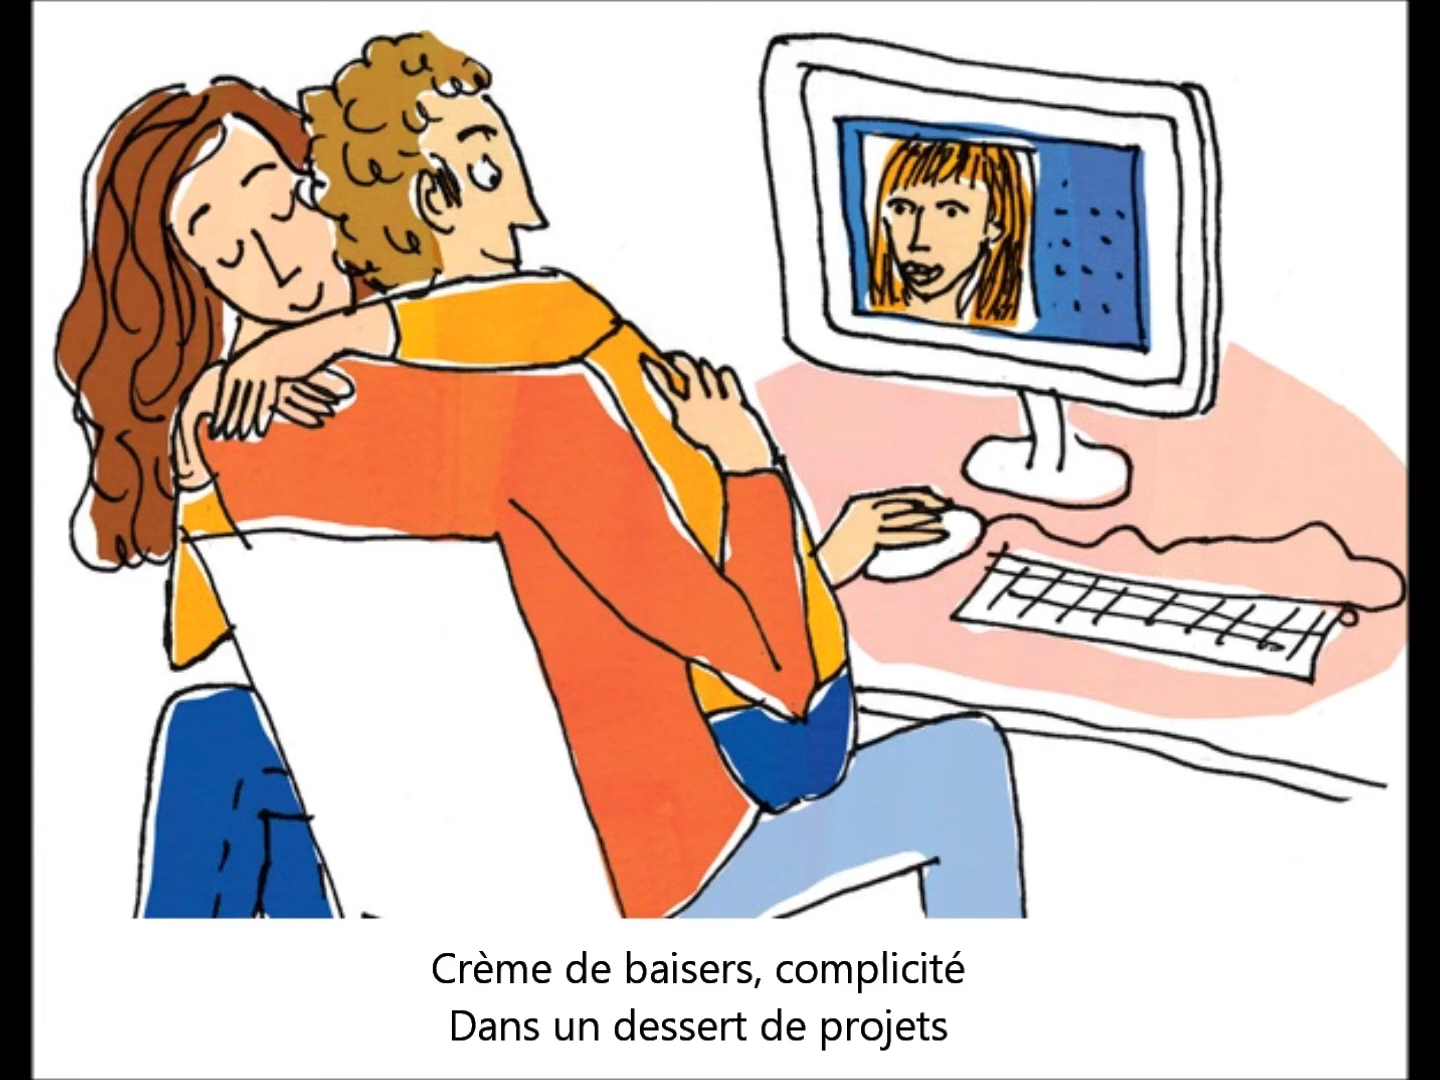 Crème de baisers, complicité
Dans un dessert de projets